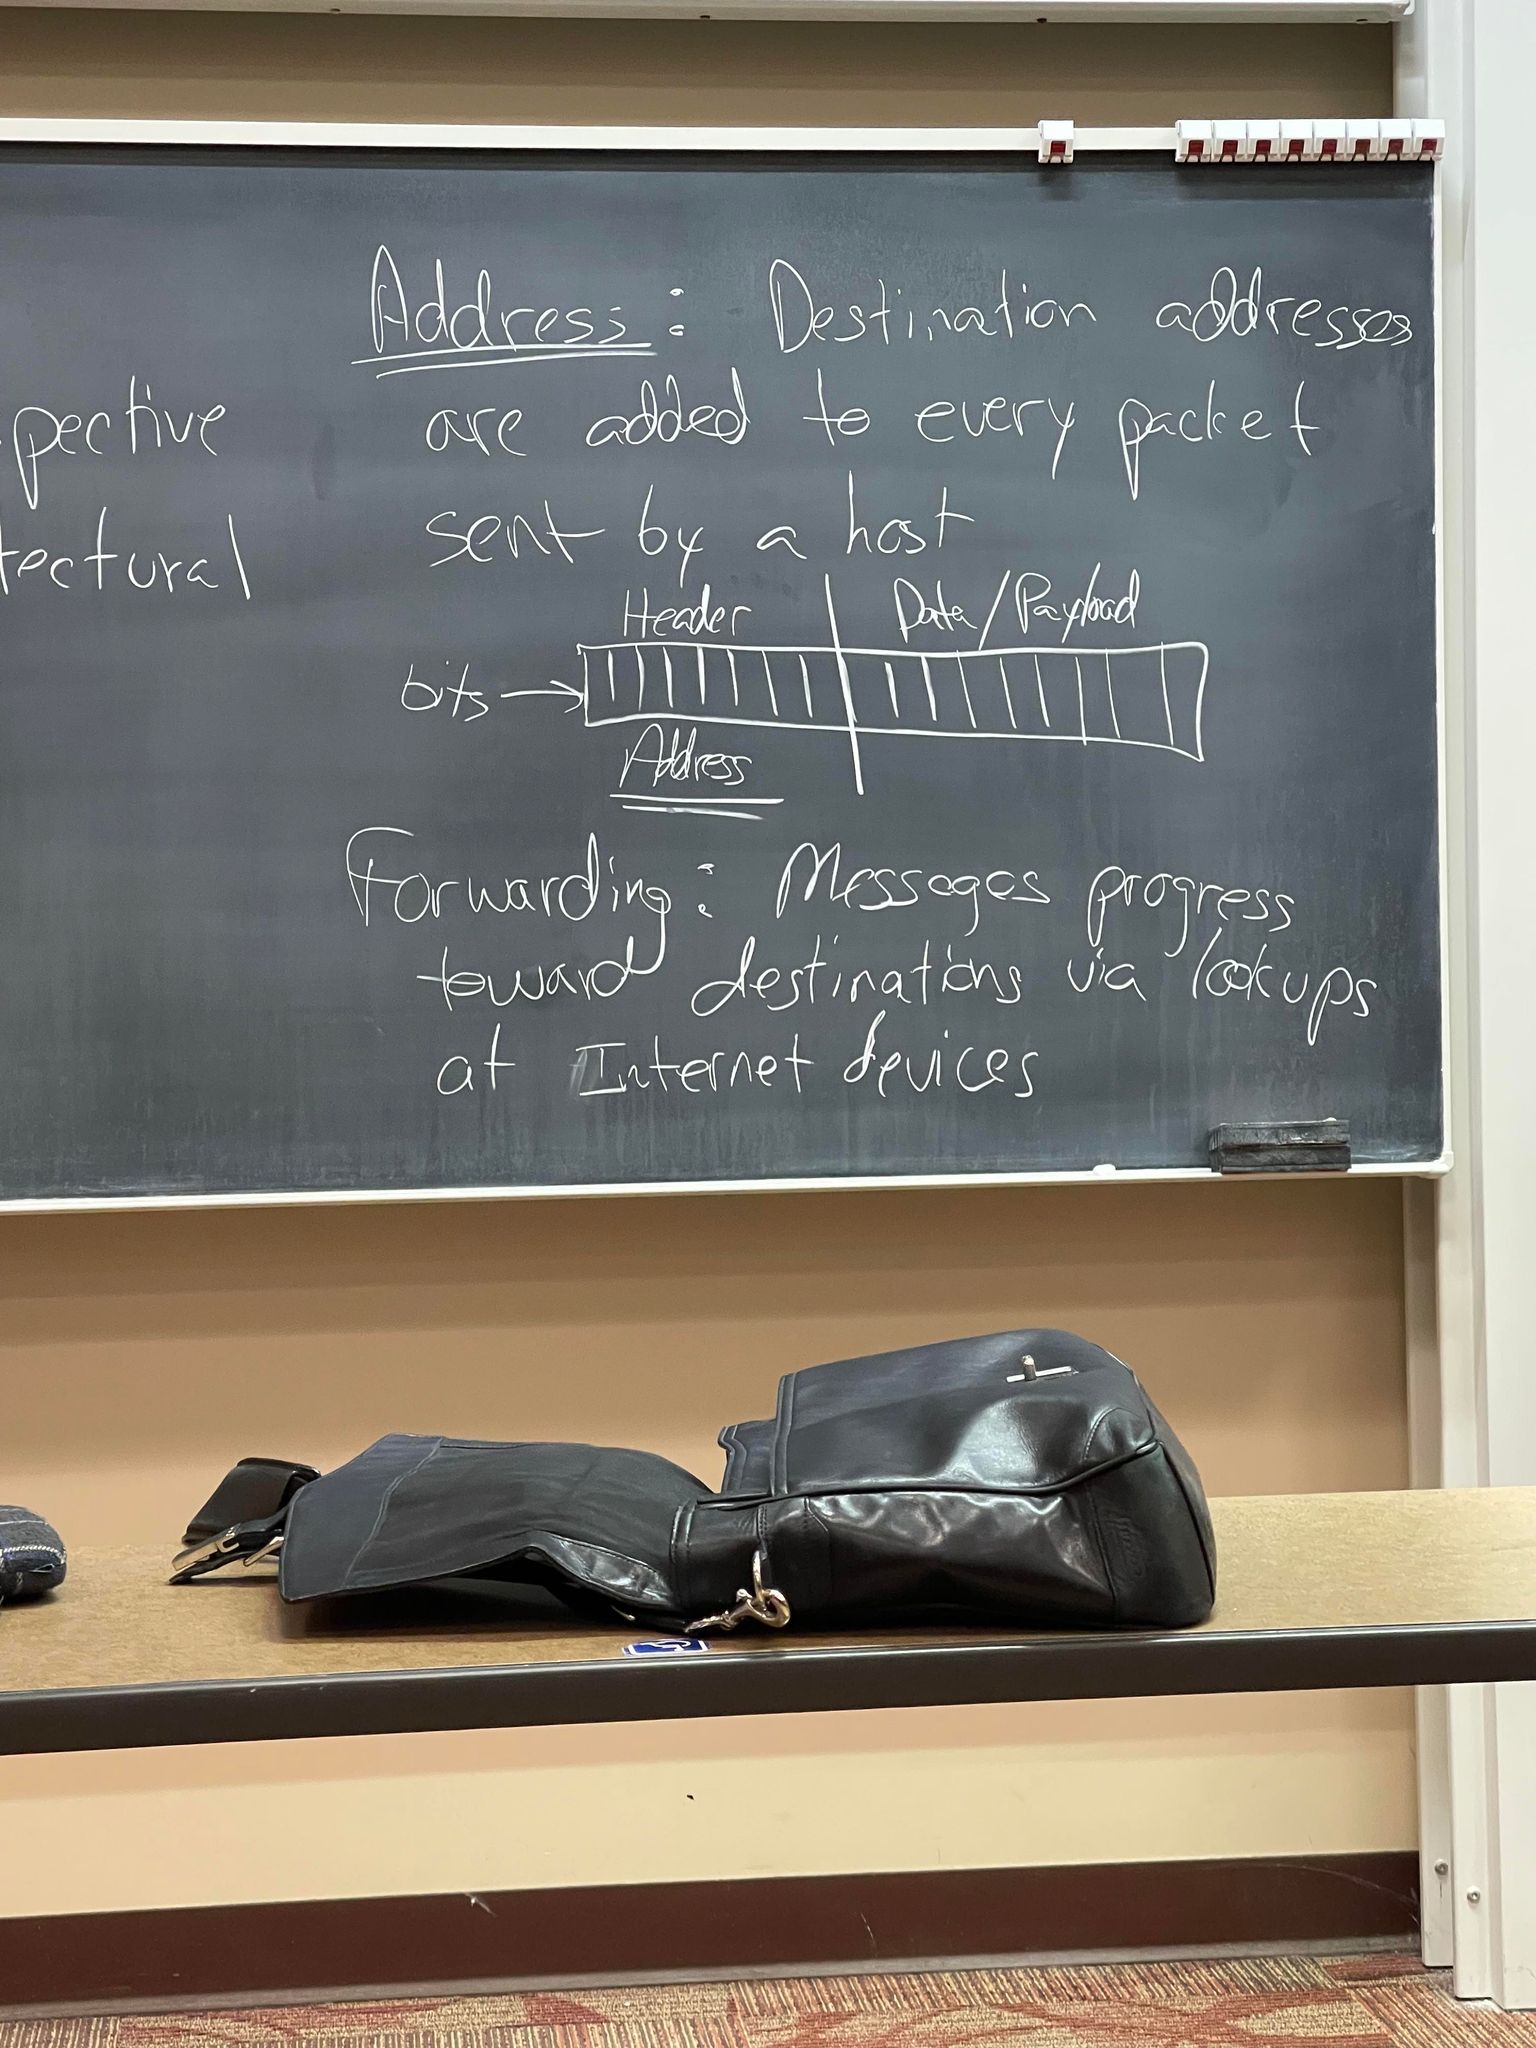 Address: Destination addresses
are added to every packet
sent by a host
Header Data/Payload
bits
Address
Forwarding: Messages progress
toward destinations via lookups
at Internet devices
pective
tectural